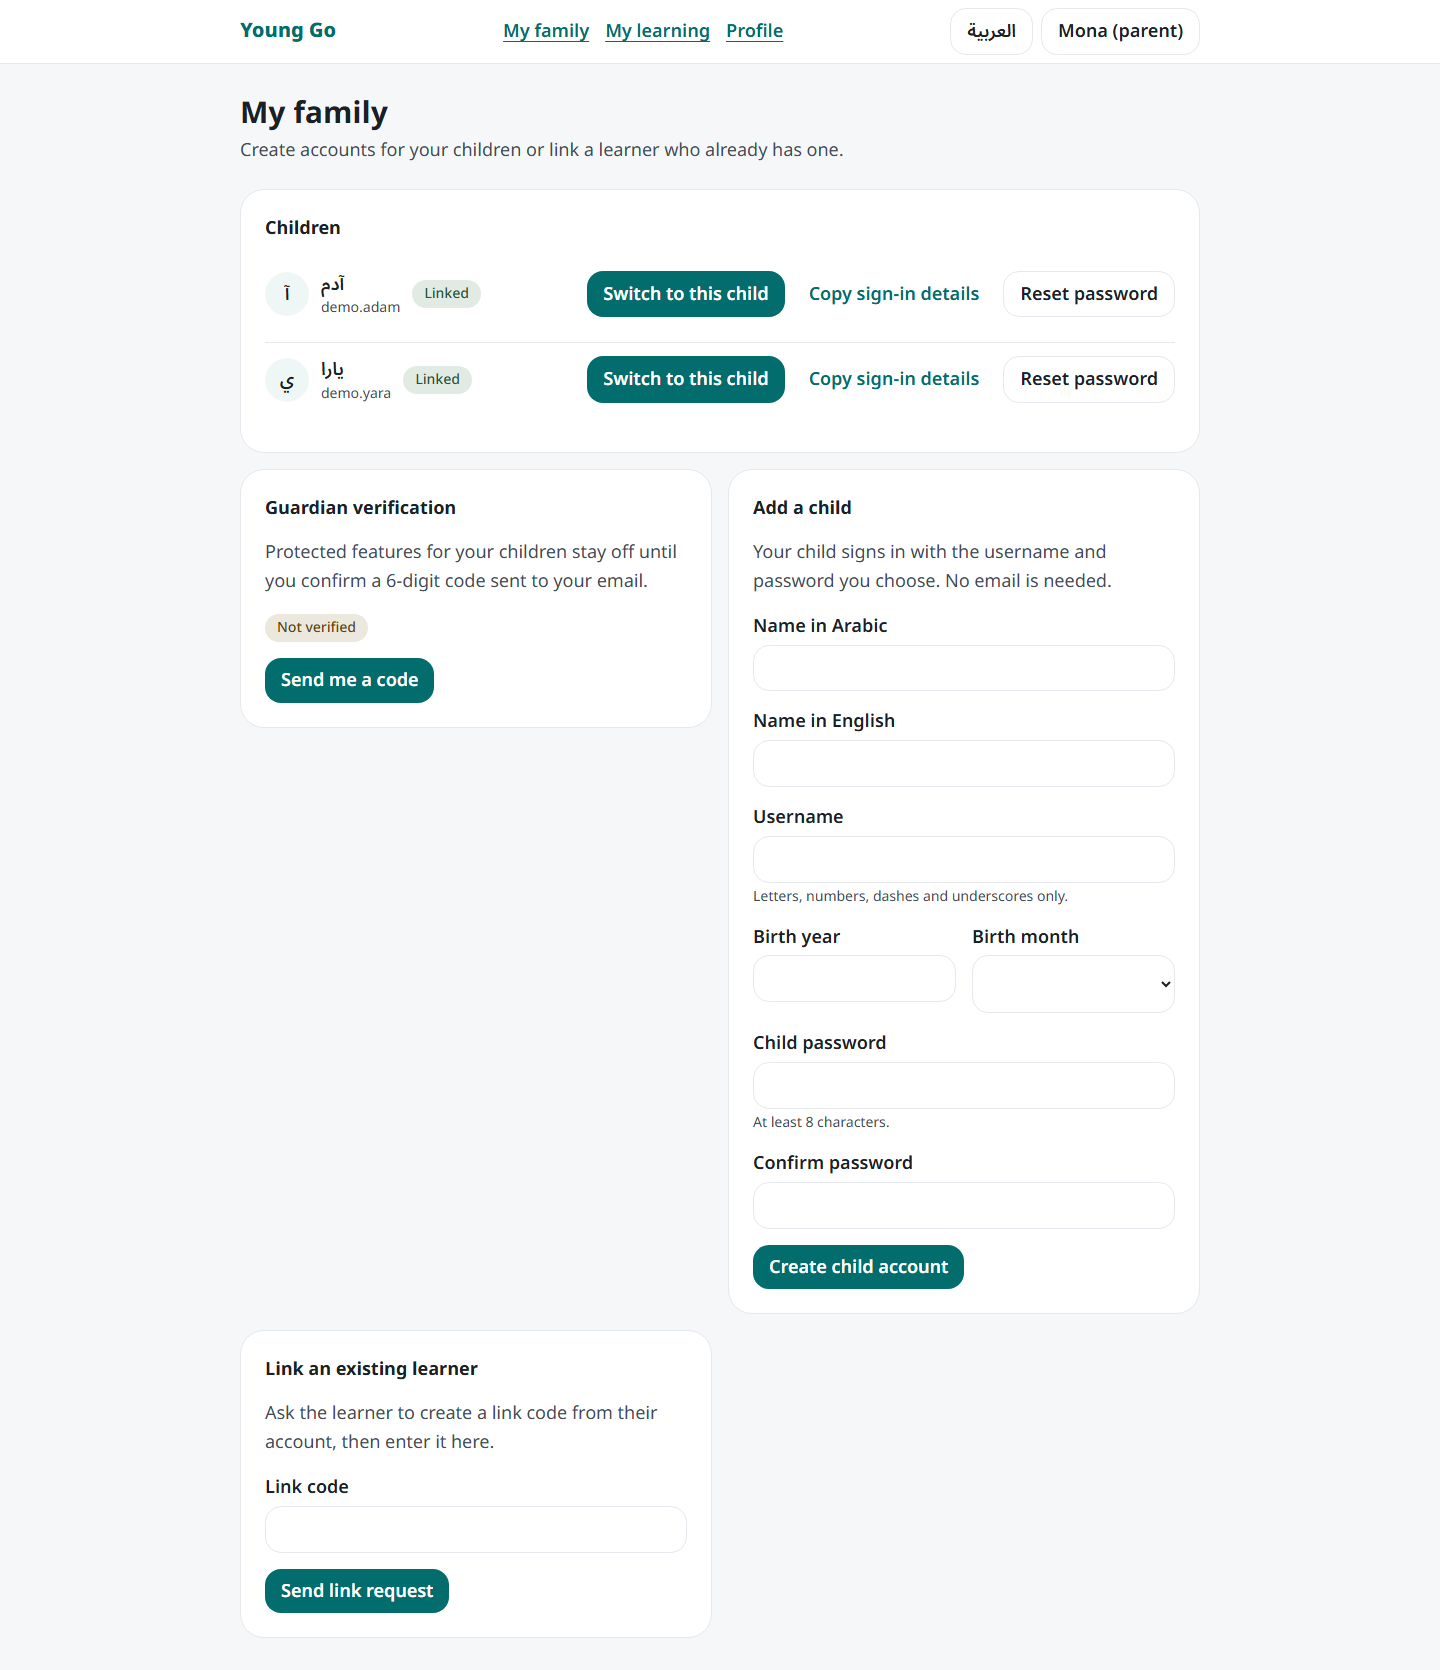 Young Go
My family
My learning
Profile
العربية
Mona (parent)
My family
Create accounts for your children or link a learner who already has one.
Children
آ
آدم
demo.adam
Linked
Switch to this child
Copy sign-in details
Reset password
ي
يارا
demo.yara
Linked
Switch to this child
Copy sign-in details
Reset password
Guardian verification
Protected features for your children stay off until
you confirm a 6-digit code sent to your email.
Not verified
Send me a code
Add a child
Your child signs in with the username and
password you choose. No email is needed.
Name in Arabic
Name in English
Username
Letters, numbers, dashes and underscores only.
Birth year
Birth month
Child password
At least 8 characters.
Confirm password
Create child account
Link an existing learner
Ask the learner to create a link code from their
account, then enter it here.
Link code
Send link request